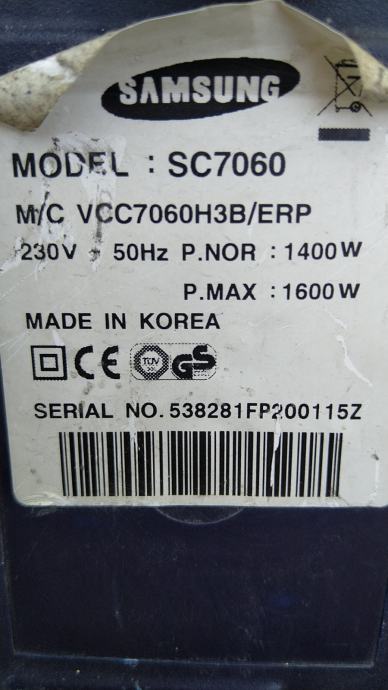 SAMSUNG
MODEL : SC7060
M/C VCC7060H3B/ERP
230V ~ 50Hz P.NOR : 1400W
P.MAX : 1600W
MADE IN KOREA
CE TÜV GS
SERIAL NO. 538281FP200115Z